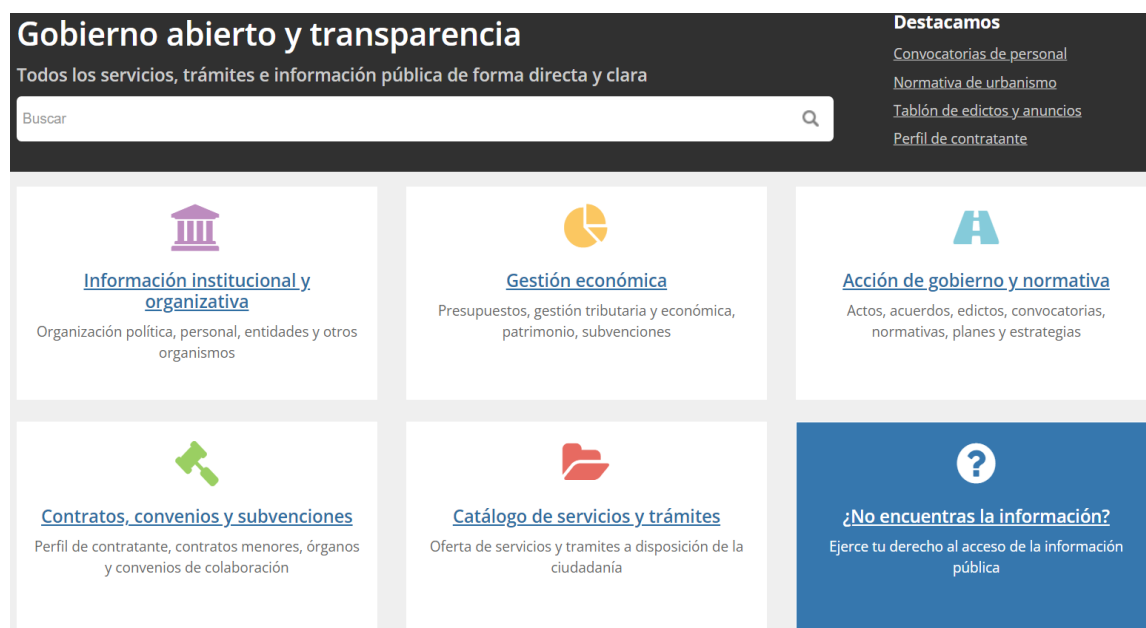 Gobierno abierto y transparencia
Todos los servicios, trámites e información pública de forma directa y clara
Buscar
Destacamos
Convocatorias de personal
Normativa de urbanismo
Tablón de edictos y anuncios
Perfil de contratante
Información institucional y
organizativa
Organización política, personal, entidades y otros
organismos
Gestión económica
Presupuestos, gestión tributaria y económica,
patrimonio, subvenciones
Acción de gobierno y normativa
Actos, acuerdos, edictos, convocatorias,
normativas, planes y estrategias
Contratos, convenios y subvenciones
Perfil de contratante, contratos menores, órganos
y convenios de colaboración
Catálogo de servicios y trámites
Oferta de servicios y tramites a disposición de la
ciudadanía
¿No encuentras la información?
Ejerce tu derecho al acceso de la información
pública